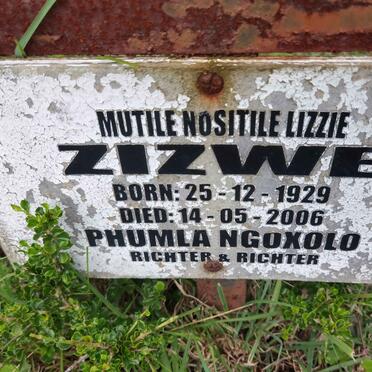 MUTILE NOSITILE LIZZIE
ZIZWE
BORN: 25 - 12 - 1929
DIED: 14 - 05 - 2006
PHUMLA NGOXOLO
RICHTER & RICHTER